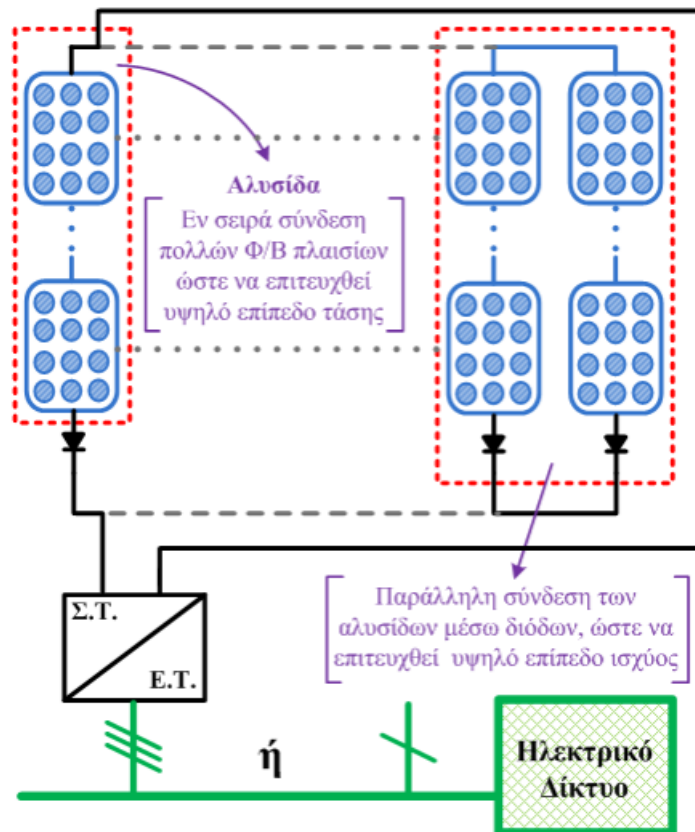 Αλυσίδα
Εν σειρά σύνδεση
πολλών Φ/Β πλαισίων
ώστε να επιτευχθεί
υψηλό επίπεδο τάσης
Σ.Τ.
Ε.Τ.
Παράλληλη σύνδεση των
αλυσίδων μέσω διόδων, ώστε να
επιτευχθεί υψηλό επίπεδο ισχύος
ή
Ηλεκτρικό
Δίκτυο